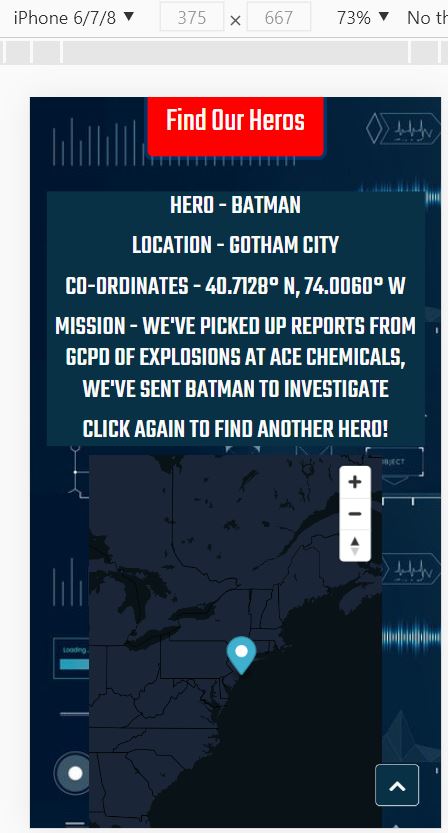 iPhone 6/7/8 ▼ 375 × 667 73% ▼ No th
Find Our Heros
HERO - BATMAN
LOCATION - GOTHAM CITY
CO-ORDINATES - 40.7128° N, 74.0060° W
MISSION - WE'VE PICKED UP REPORTS FROM
GCPD OF EXPLOSIONS AT ACE CHEMICALS,
WE'VE SENT BATMAN TO INVESTIGATE
CLICK AGAIN TO FIND ANOTHER HERO!
BJECT
+
−
Loading..